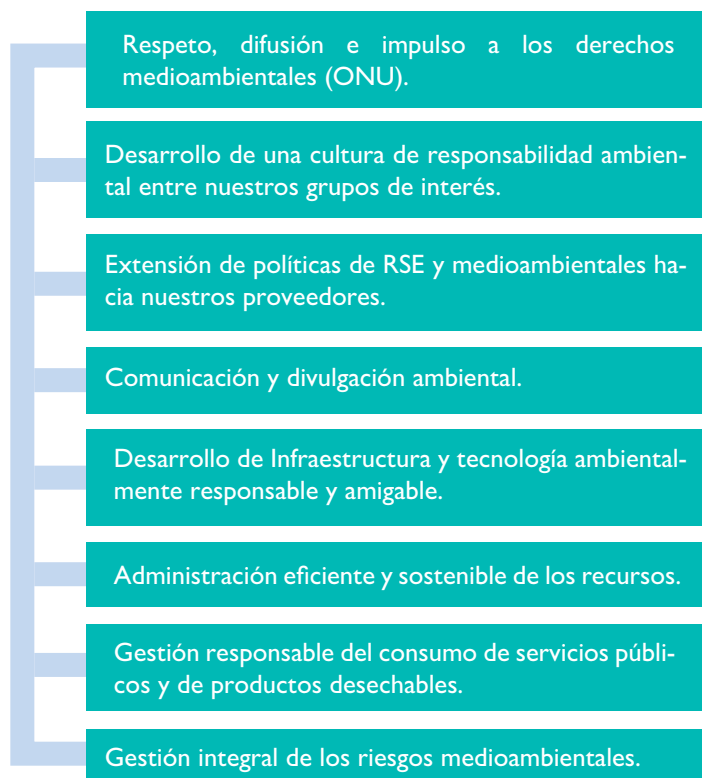 Respeto, difusión e impulso a los derechos
medioambientales (ONU).
Desarrollo de una cultura de responsabilidad ambien-
tal entre nuestros grupos de interés.
Extensión de políticas de RSE y medioambientales ha-
cia nuestros proveedores.
Comunicación y divulgación ambiental.
Desarrollo de Infraestructura y tecnología ambiental-
mente responsable y amigable.
Administración eficiente y sostenible de los recursos.
Gestión responsable del consumo de servicios públi-
cos y de productos desechables.
Gestión integral de los riesgos medioambientales.